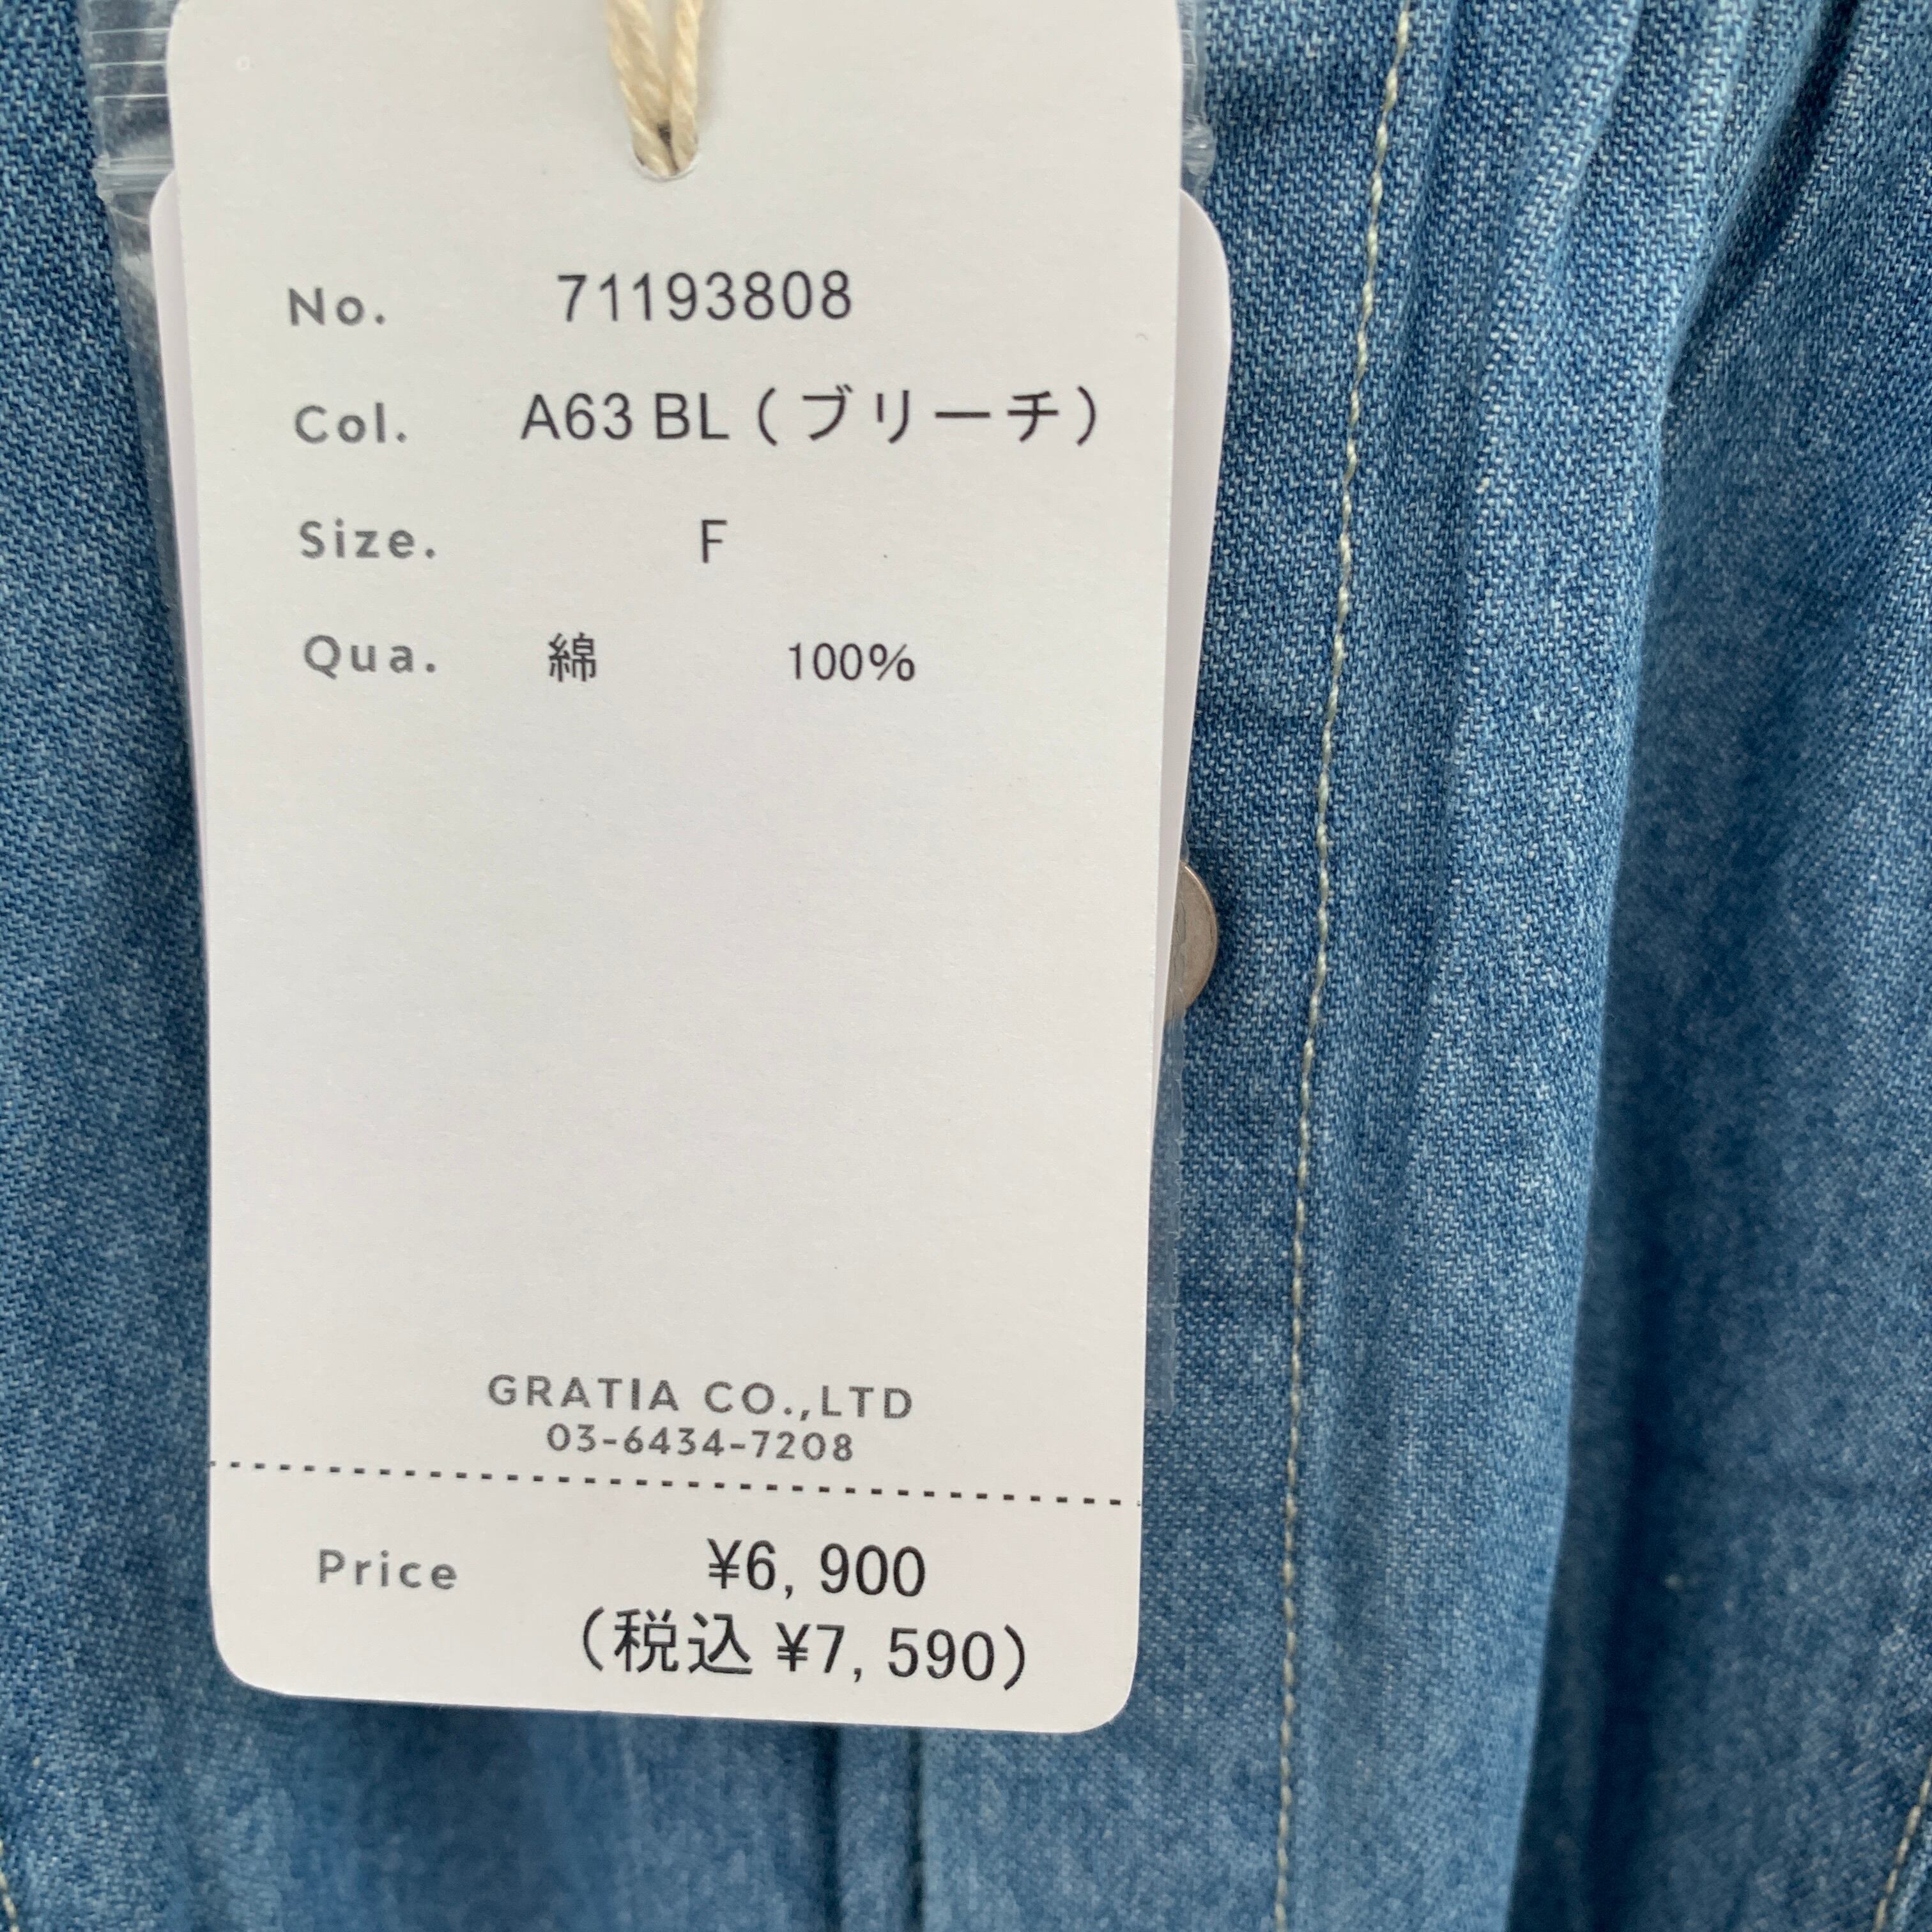 No. 71193808
Col. A63 BL (ブリーチ)
Size. F
Qua. 綿 100%
GRATIA CO.,LTD
03-6434-7208
Price ¥6,900
(税込 ¥7,590)